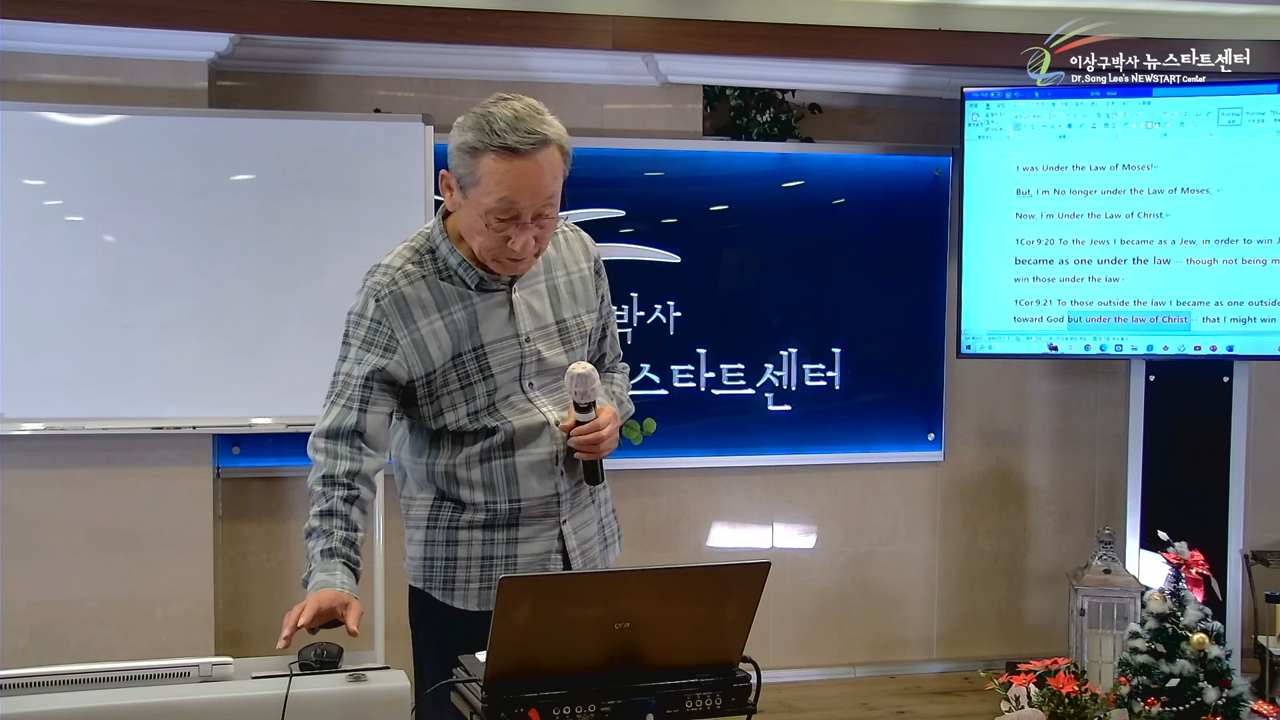 이상구박사 뉴스타트센터
Dr. Sang Lee's NEWSTART Center
I was Under the Law of Moses!
But, I'm No longer under the Law of Moses,
Now, I'm Under the Law of Christ.
1Cor 9:20 To the Jews I became as a Jew, in order to win J
became as one under the law -- though not being m
win those under the law
1Cor 9:21 To those outside the law I became as one outside
toward God but under the law of Christ -- that I might win
박사
스타트센터
gram